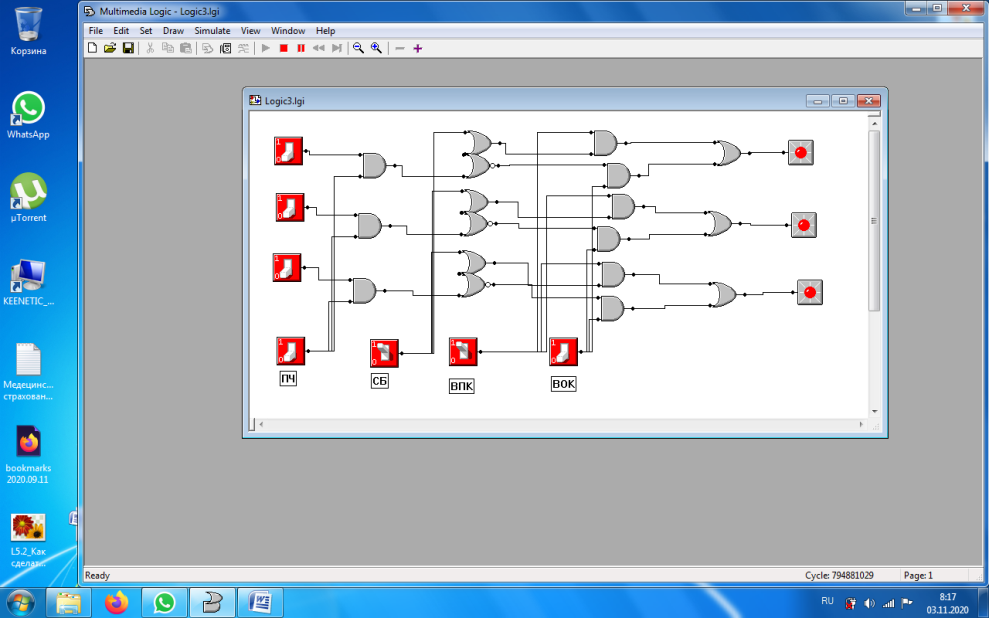 Корзина
WhatsApp
µTorrent
KEENETIC_...
Медецинс...
страхован...
bookmarks
2020.09.11
L5.2_Как
сделат...
Multimedia Logic - Logic3.lgi
File Edit Set Draw Simulate View Window Help
Logic3.lgi
1
0
1
0
1
0
1
0
1
0
1
0
1
0
ПЧ
СБ
ВПК
ВОК
Ready
Cycle: 794881029
Page: 1
RU
8:17
03.11.2020